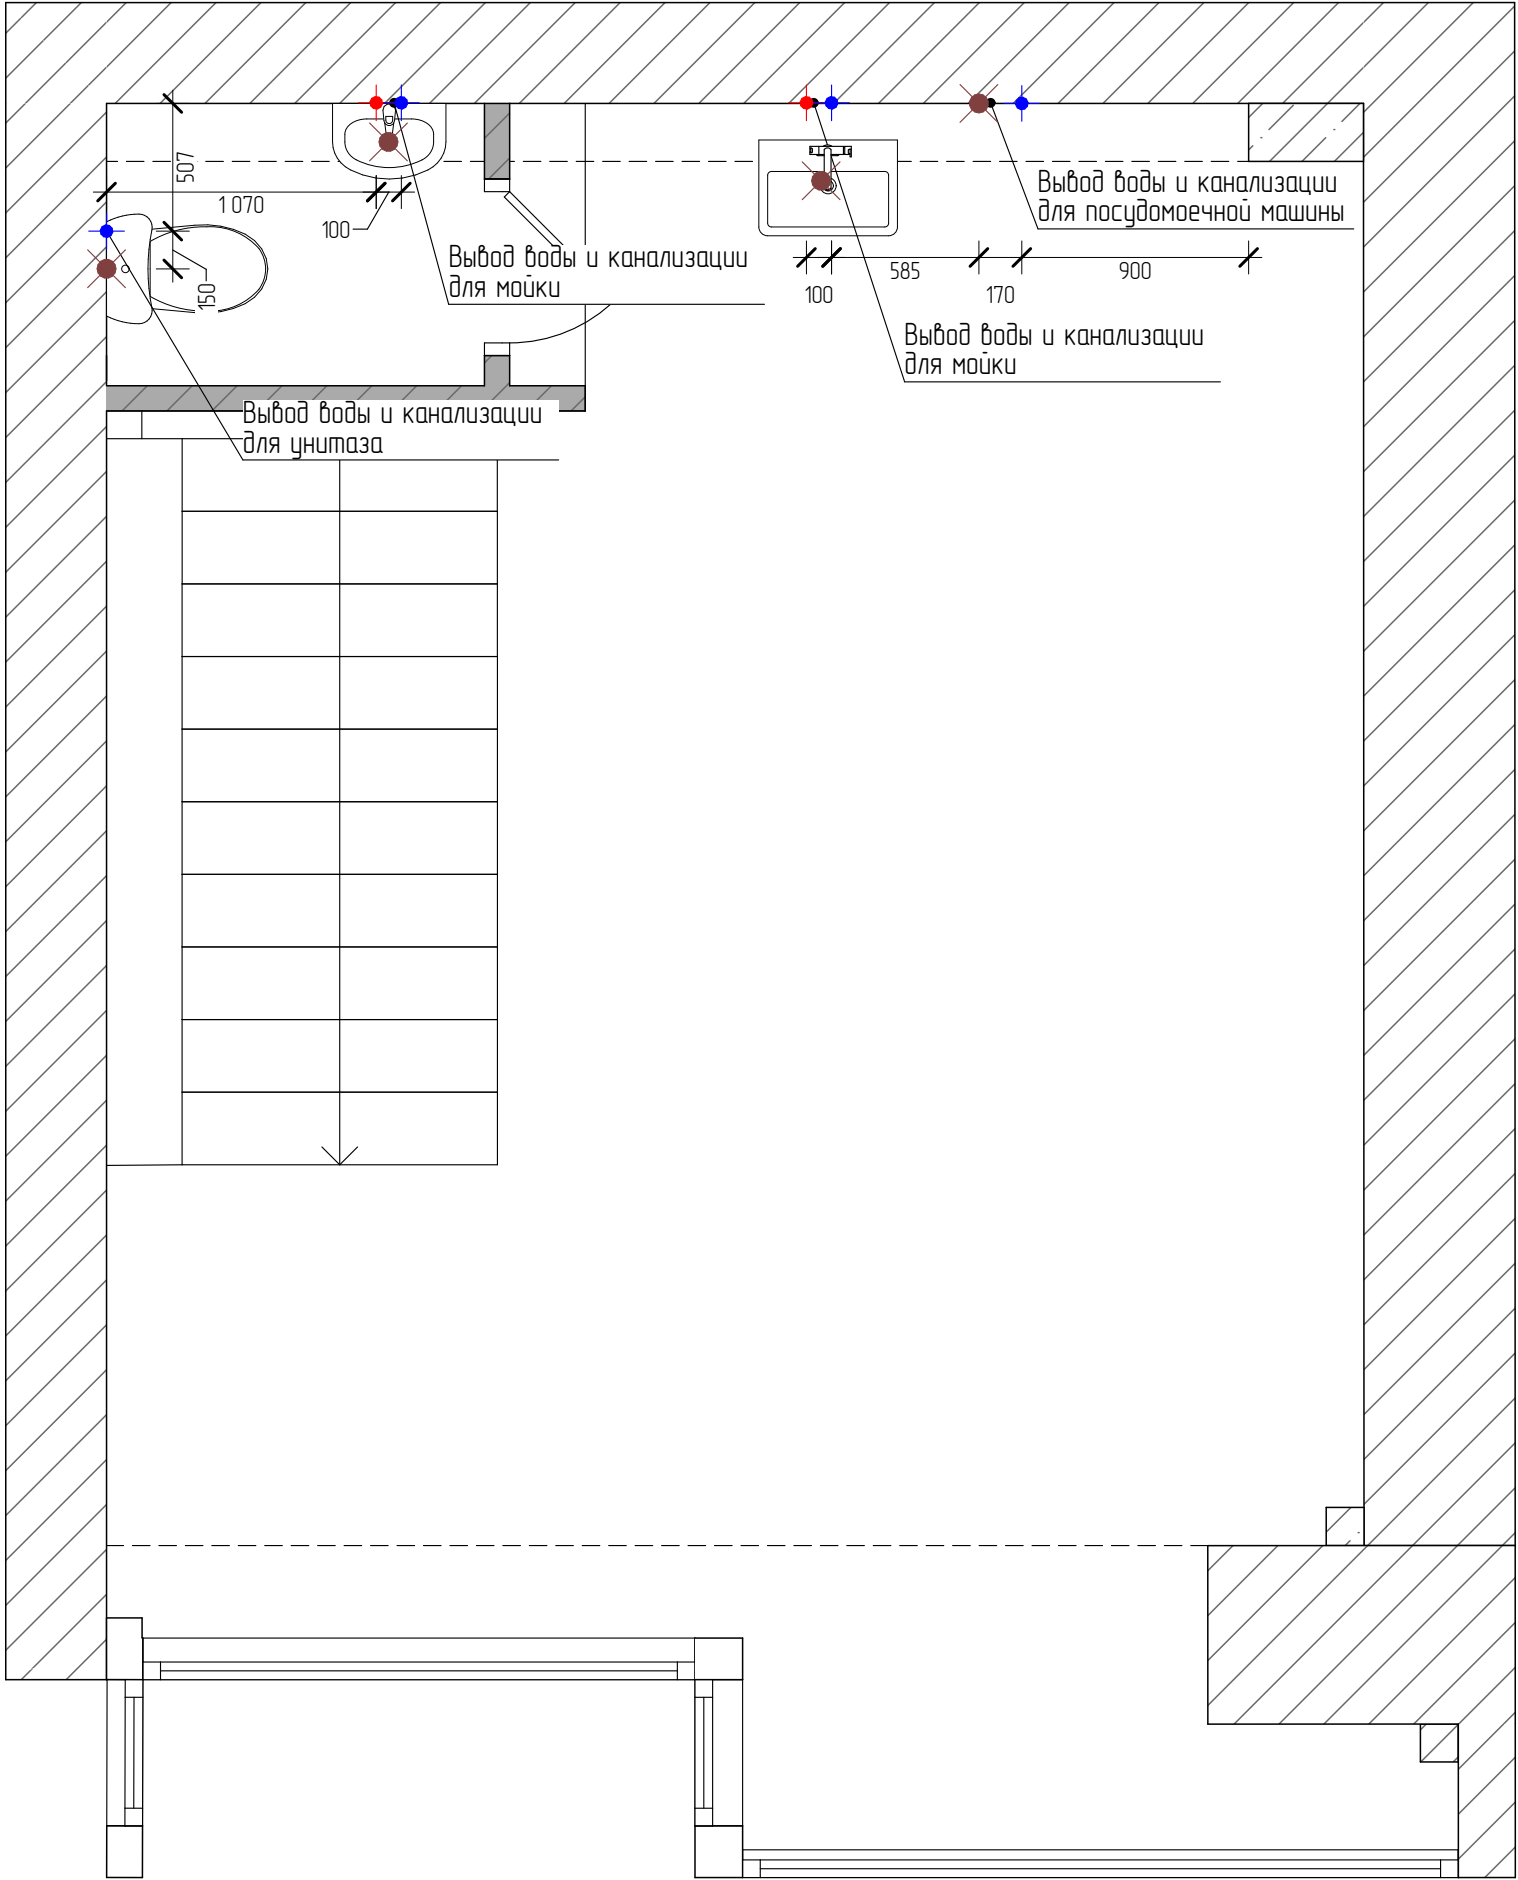 507
1 070
100
150
Вывод воды и канализации
для мойки
Вывод воды и канализации
для посудомоечной машины
585
900
100
170
Вывод воды и канализации
для мойки
Вывод воды и канализации
для унитаза